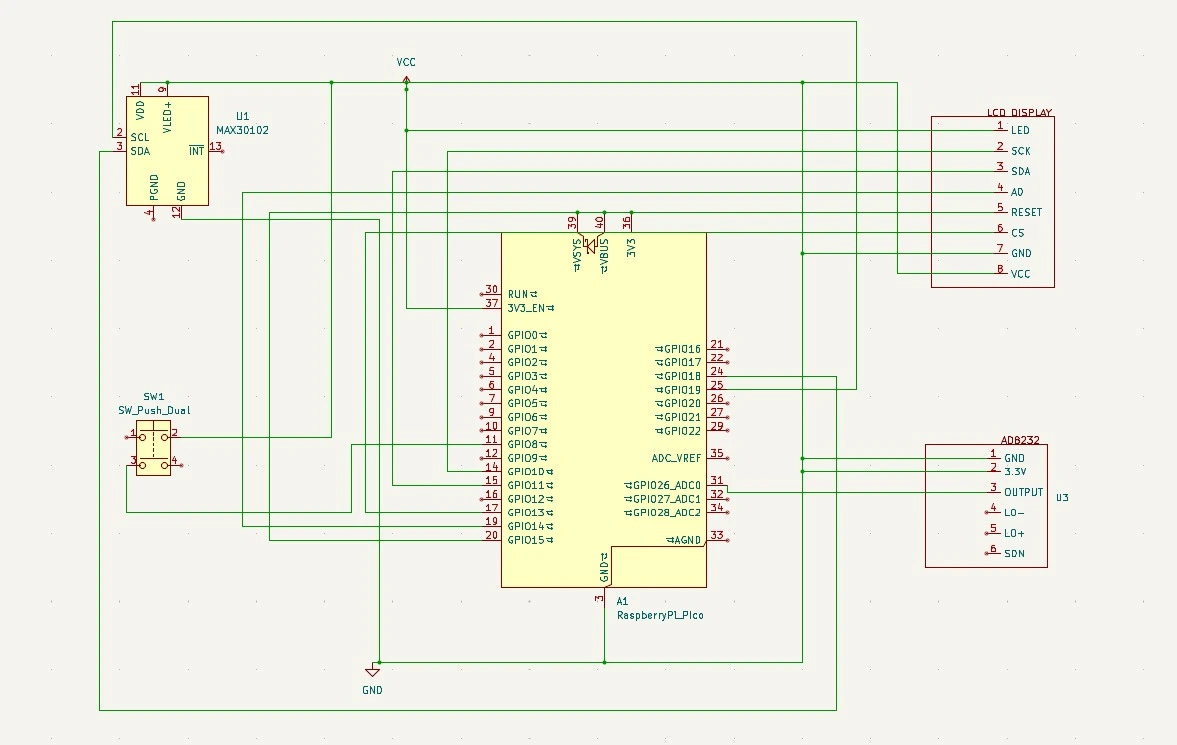 VCC
11
9
VDD
VLED+
U1
MAX30102
2
SCL
3
SDA
INT
13
PGND
GND
4
12
LCD DISPLAY
1 LED
2 SCK
3 SDA
4 A0
5 RESET
6 CS
7 GND
8 VCC
39
40
36
VSYS
VBUS
3V3
30 RUN
37 3V3_EN
1 GPIO0
2 GPIO1
4 GPIO2
5 GPIO3
6 GPIO4
7 GPIO5
9 GPIO6
10 GPIO7
11 GPIO8
12 GPIO9
14 GPIO10
15 GPIO11
16 GPIO12
17 GPIO13
19 GPIO14
20 GPIO15
GPIO16 21
GPIO17 22
GPIO18 24
GPIO19 25
GPIO20 26
GPIO21 27
GPIO22 29
ADC_VREF 35
GPIO26_ADC0 31
GPIO27_ADC1 32
GPIO28_ADC2 34
AGND 33
GND
3
A1
RaspberryPi_Pico
SW1
SW_Push_Dual
1
2
3
4
AD8232
1 GND
2 3.3V
3 OUTPUT
4 LO-
5 LO+
6 SDN
U3
GND